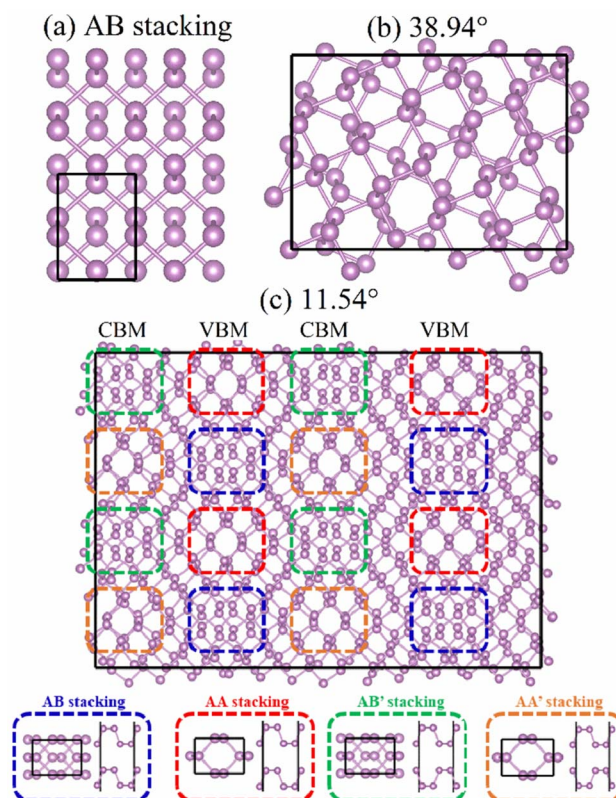 (a) AB stacking
(b) 38.94°
(c) 11.54°
CBM VBM CBM VBM
AB stacking AA stacking AB’ stacking AA’ stacking